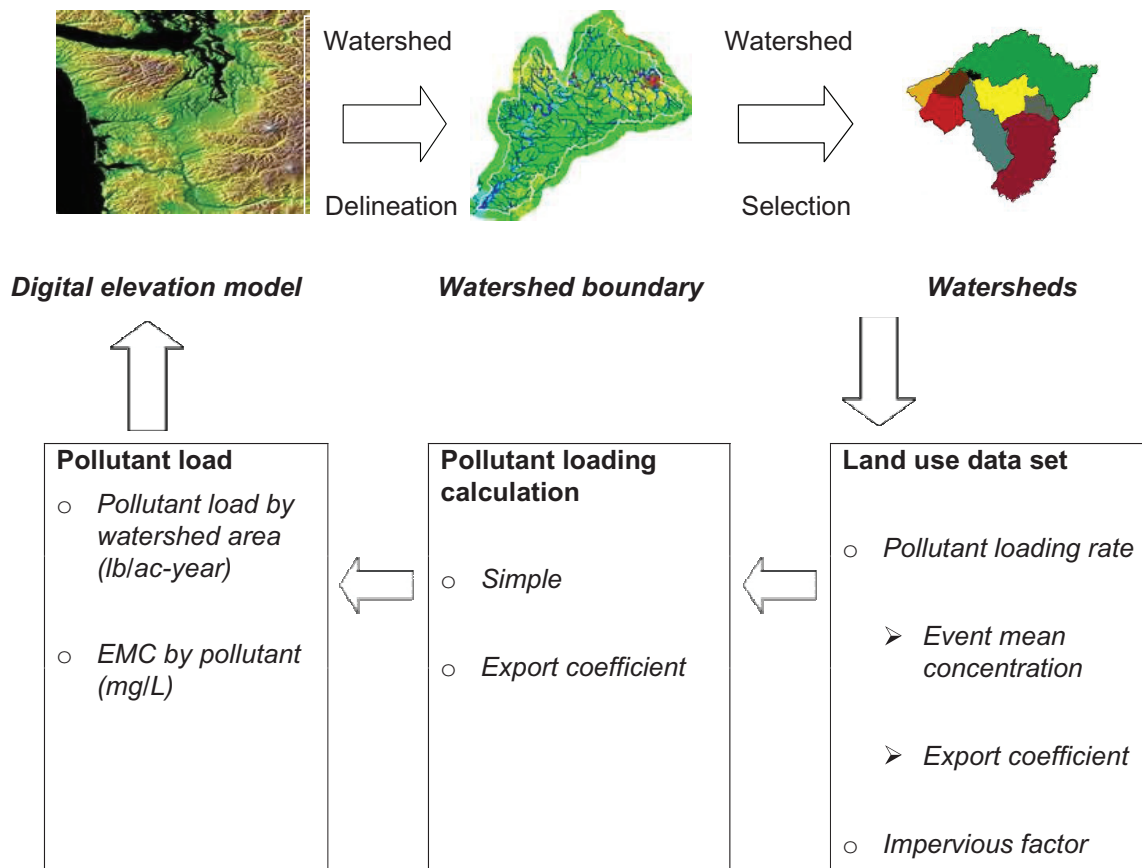 Watershed
Delineation
Watershed
Selection
Digital elevation model
Watershed boundary
Watersheds
Pollutant load
o Pollutant load by
watershed area
(lb/ac-year)
o EMC by pollutant
(mg/L)
Pollutant loading
calculation
o Simple
o Export coefficient
Land use data set
o Pollutant loading rate
➢ Event mean
concentration
➢ Export coefficient
o Impervious factor